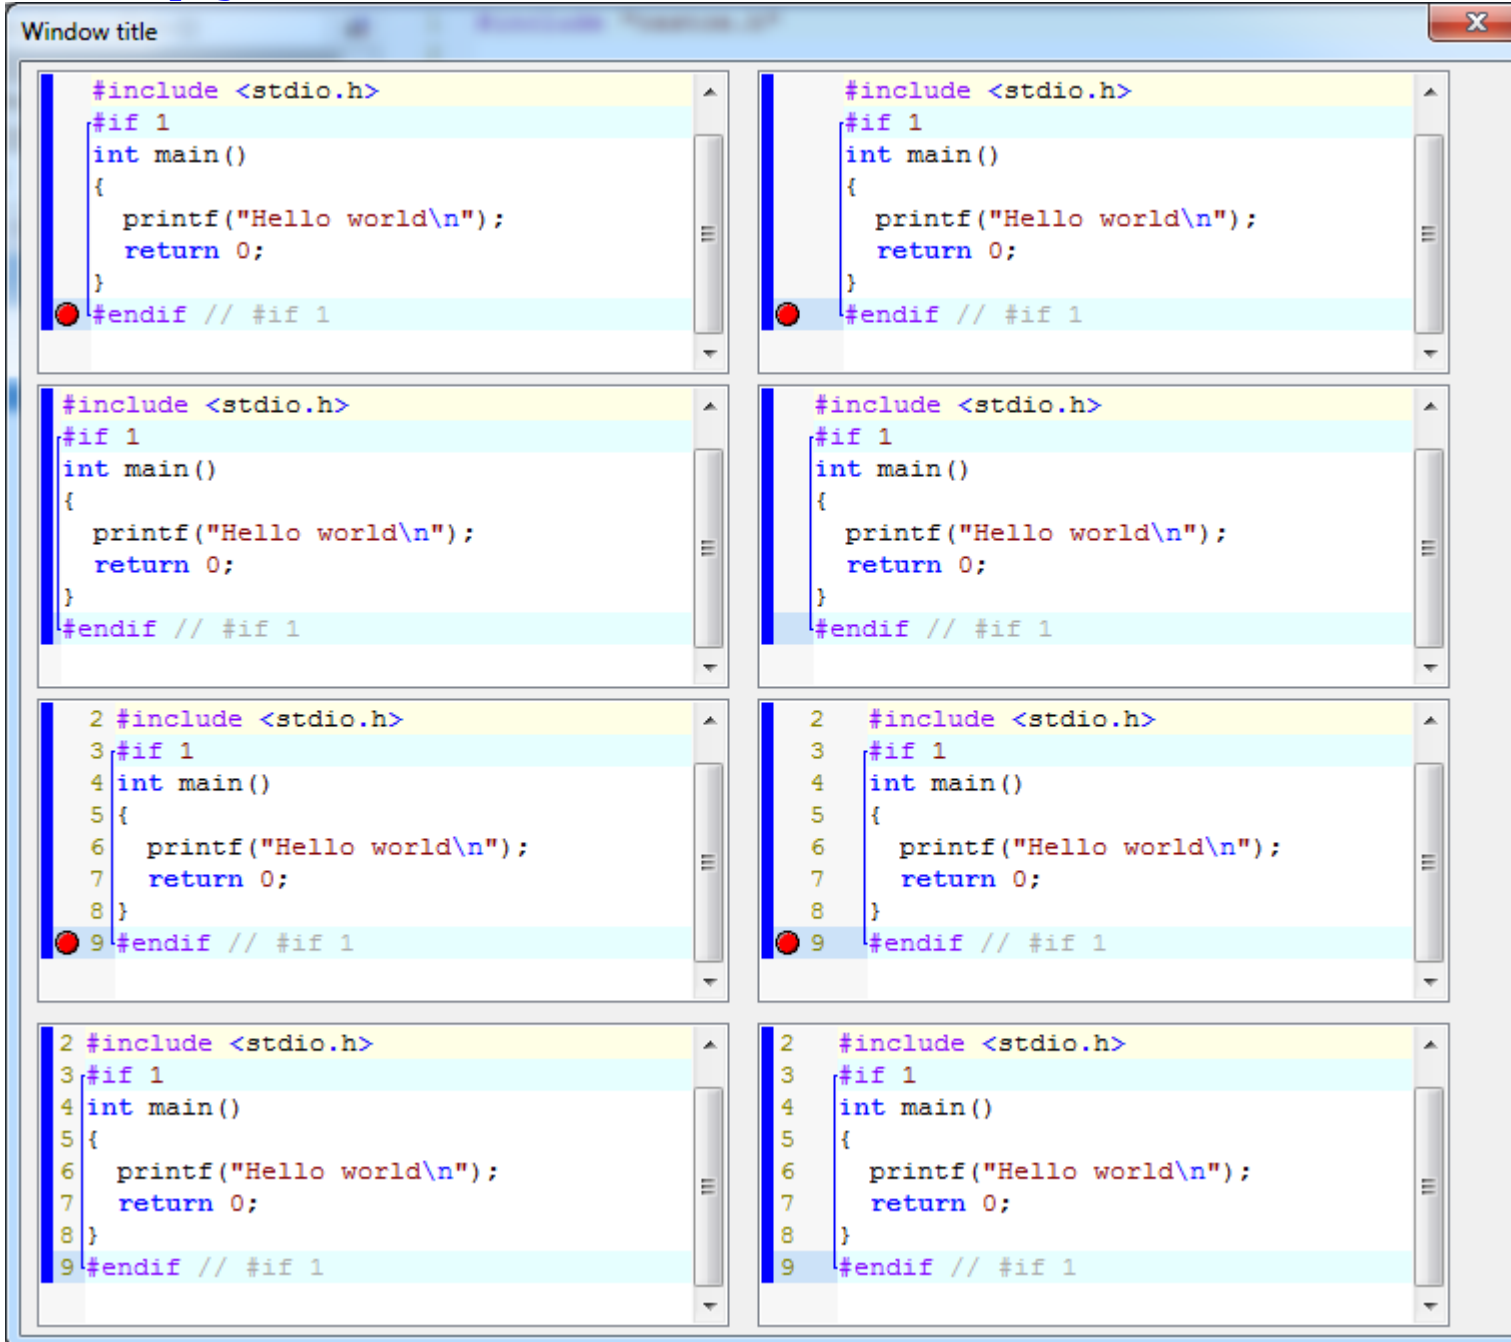 Window title
#include <stdio.h>
#if 1
int main()
{
printf("Hello world\n");
return 0;
}
#endif // #if 1
#include <stdio.h>
#if 1
int main()
{
printf("Hello world\n");
return 0;
}
#endif // #if 1
#include <stdio.h>
#if 1
int main()
{
printf("Hello world\n");
return 0;
}
#endif // #if 1
#include <stdio.h>
#if 1
int main()
{
printf("Hello world\n");
return 0;
}
#endif // #if 1
2 #include <stdio.h>
3 #if 1
4 int main()
5 {
6 printf("Hello world\n");
7 return 0;
8 }
9 #endif // #if 1
2 #include <stdio.h>
3 #if 1
4 int main()
5 {
6 printf("Hello world\n");
7 return 0;
8 }
9 #endif // #if 1
2 #include <stdio.h>
3 #if 1
4 int main()
5 {
6 printf("Hello world\n");
7 return 0;
8 }
9 #endif // #if 1
2 #include <stdio.h>
3 #if 1
4 int main()
5 {
6 printf("Hello world\n");
7 return 0;
8 }
9 #endif // #if 1